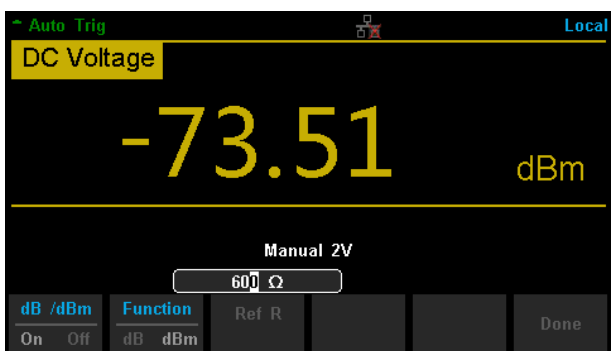 Auto Trig Local
DC Voltage
-73.51 dBm
Manual 2V
600 Ω
dB /dBm Function Ref R Done
On Off dB dBm